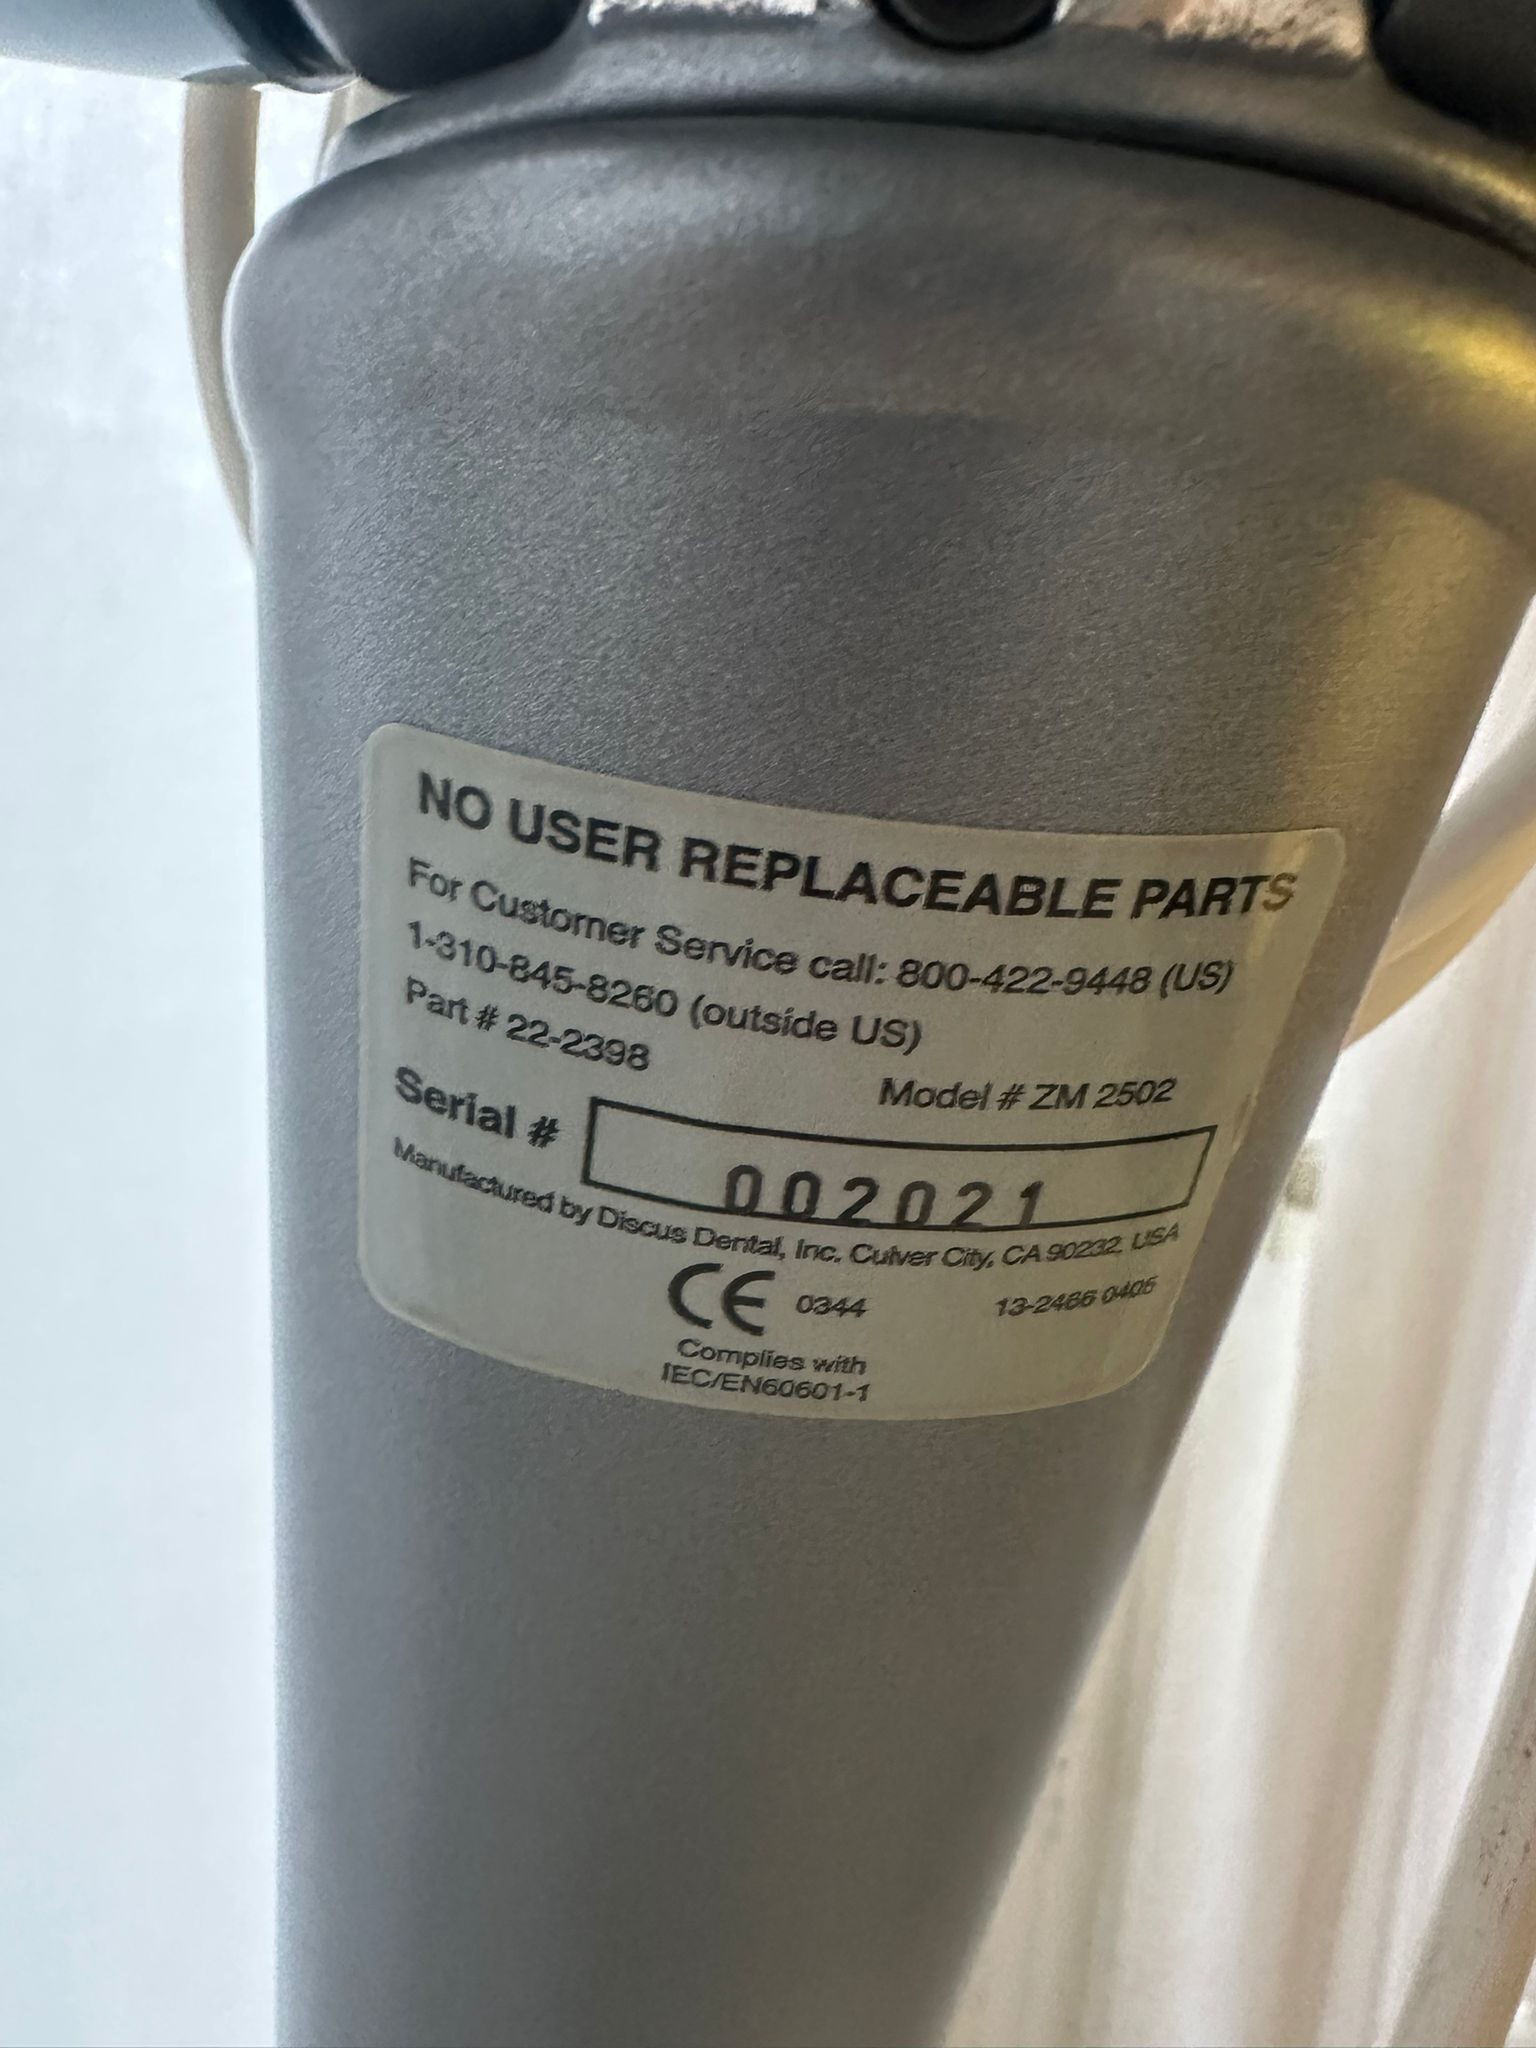 NO USER REPLACEABLE PARTS
For Customer Service call: 800-422-9448 (US)
1-310-845-8260 (outside US)
Part # 22-2398
Model # ZM 2502
Serial # 002021
Manufactured by Discus Dental, Inc. Culver City, CA 90232, USA
CE 0344
13-2466 0405
Complies with
IEC/EN60601-1